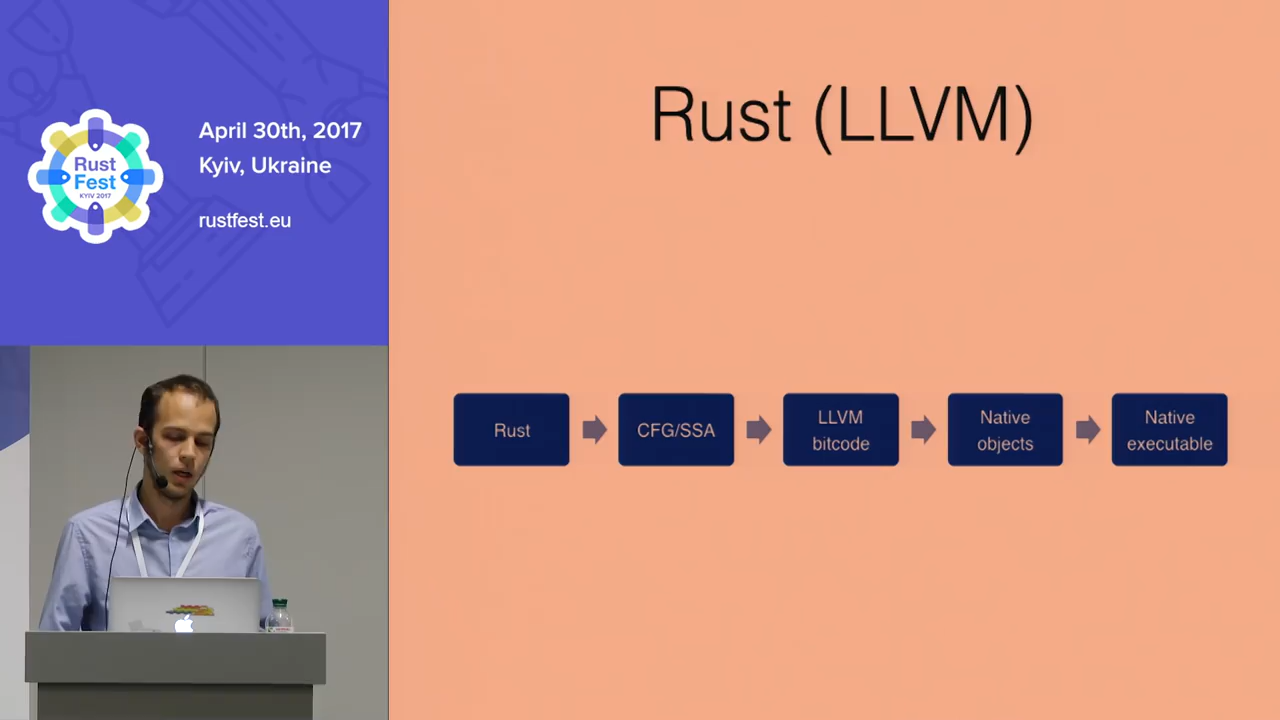 Rust
Fest
KYIV 2017
April 30th, 2017
Kyiv, Ukraine
rustfest.eu
Rust (LLVM)
Rust
CFG/SSA
LLVM
bitcode
Native
objects
Native
executable